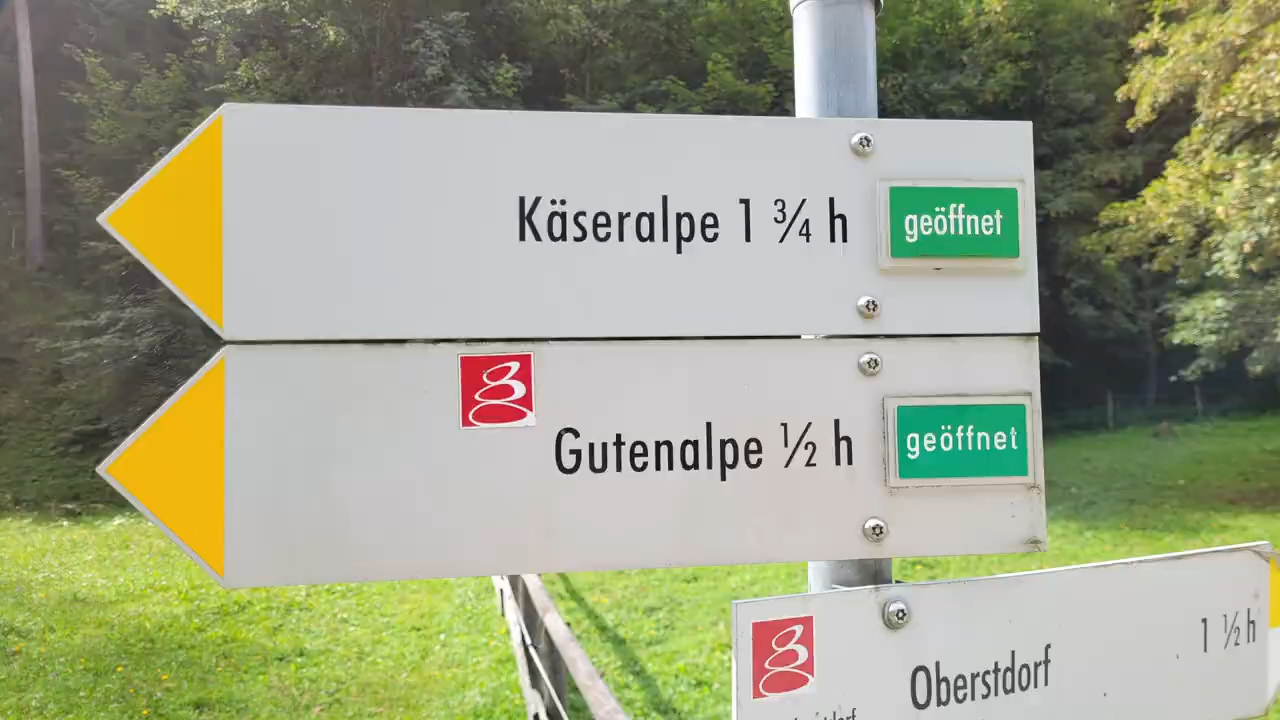 Käseralpe 1 ¾ h
geöffnet
Gutenalpe ½ h
geöffnet
Oberstdorf
1 ½ h